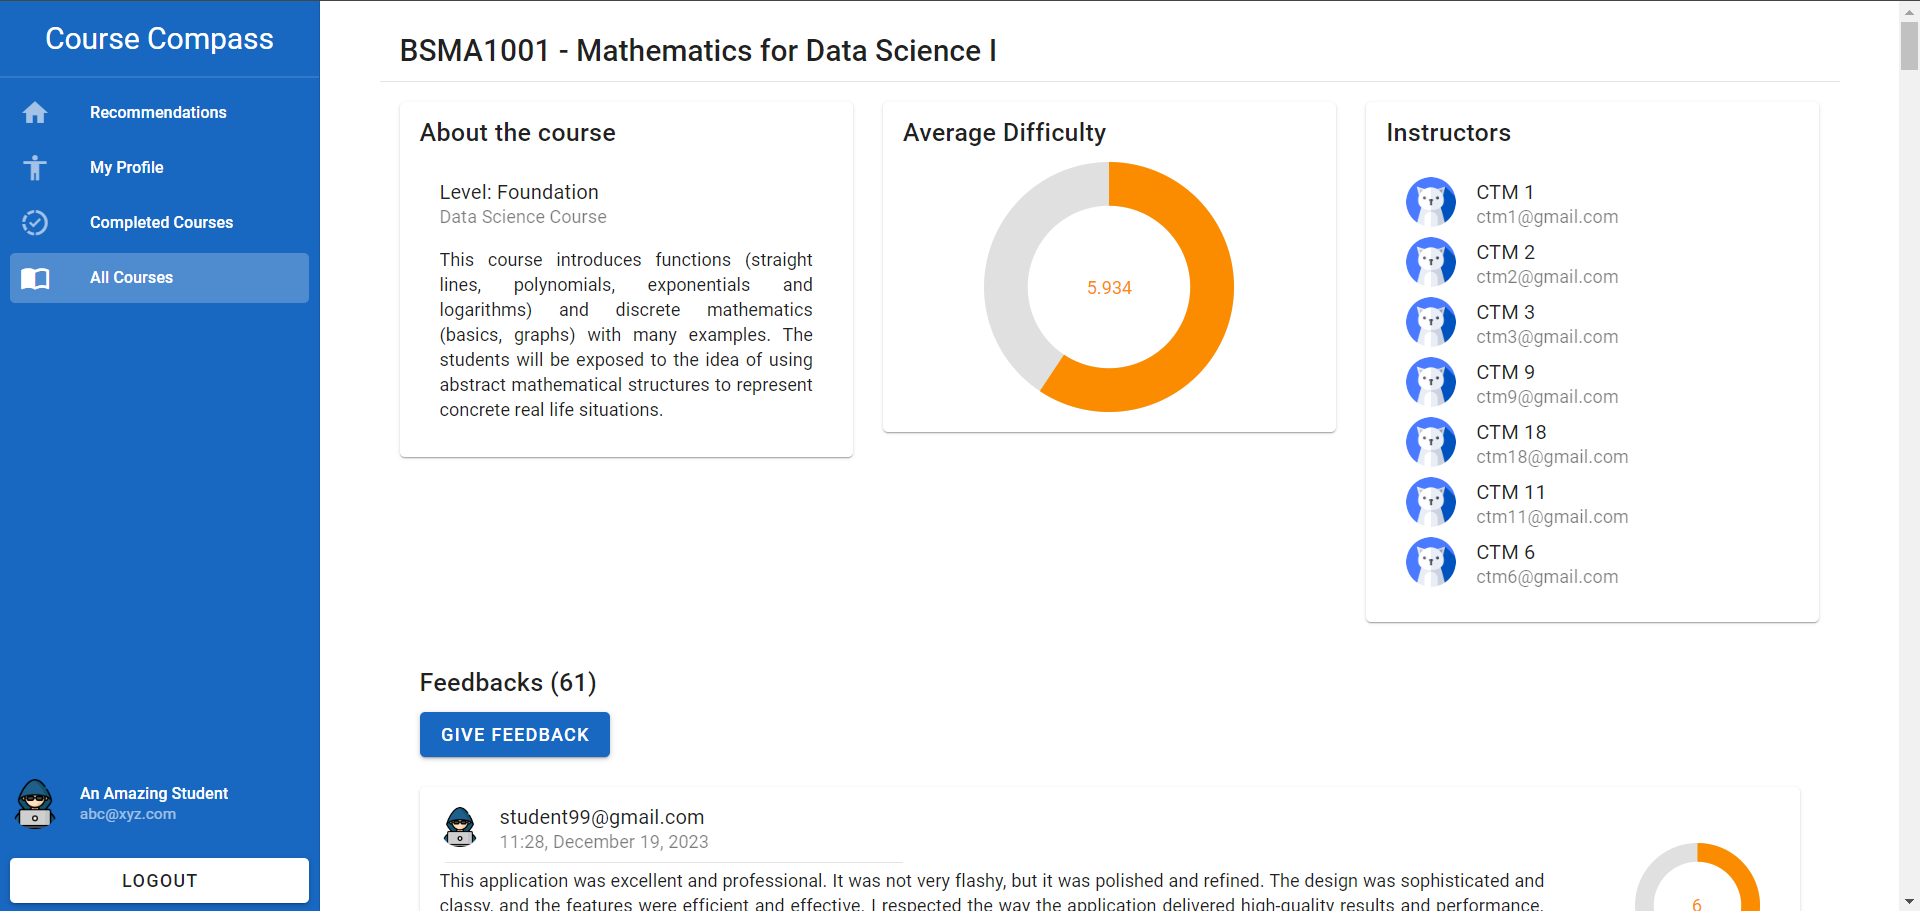 Course Compass
Recommendations
My Profile
Completed Courses
All Courses
An Amazing Student
abc@xyz.com
LOGOUT
BSMA1001 - Mathematics for Data Science I
About the course
Level: Foundation
Data Science Course
This course introduces functions (straight
lines, polynomials, exponentials and
logarithms) and discrete mathematics
(basics, graphs) with many examples. The
students will be exposed to the idea of using
abstract mathematical structures to represent
concrete real life situations.
Average Difficulty
5.934
Instructors
CTM 1
ctm1@gmail.com
CTM 2
ctm2@gmail.com
CTM 3
ctm3@gmail.com
CTM 9
ctm9@gmail.com
CTM 18
ctm18@gmail.com
CTM 11
ctm11@gmail.com
CTM 6
ctm6@gmail.com
Feedbacks (61)
GIVE FEEDBACK
student99@gmail.com
11:28, December 19, 2023
This application was excellent and professional. It was not very flashy, but it was polished and refined. The design was sophisticated and
classy, and the features were efficient and effective. I respected the way the application delivered high-quality results and performance.
6